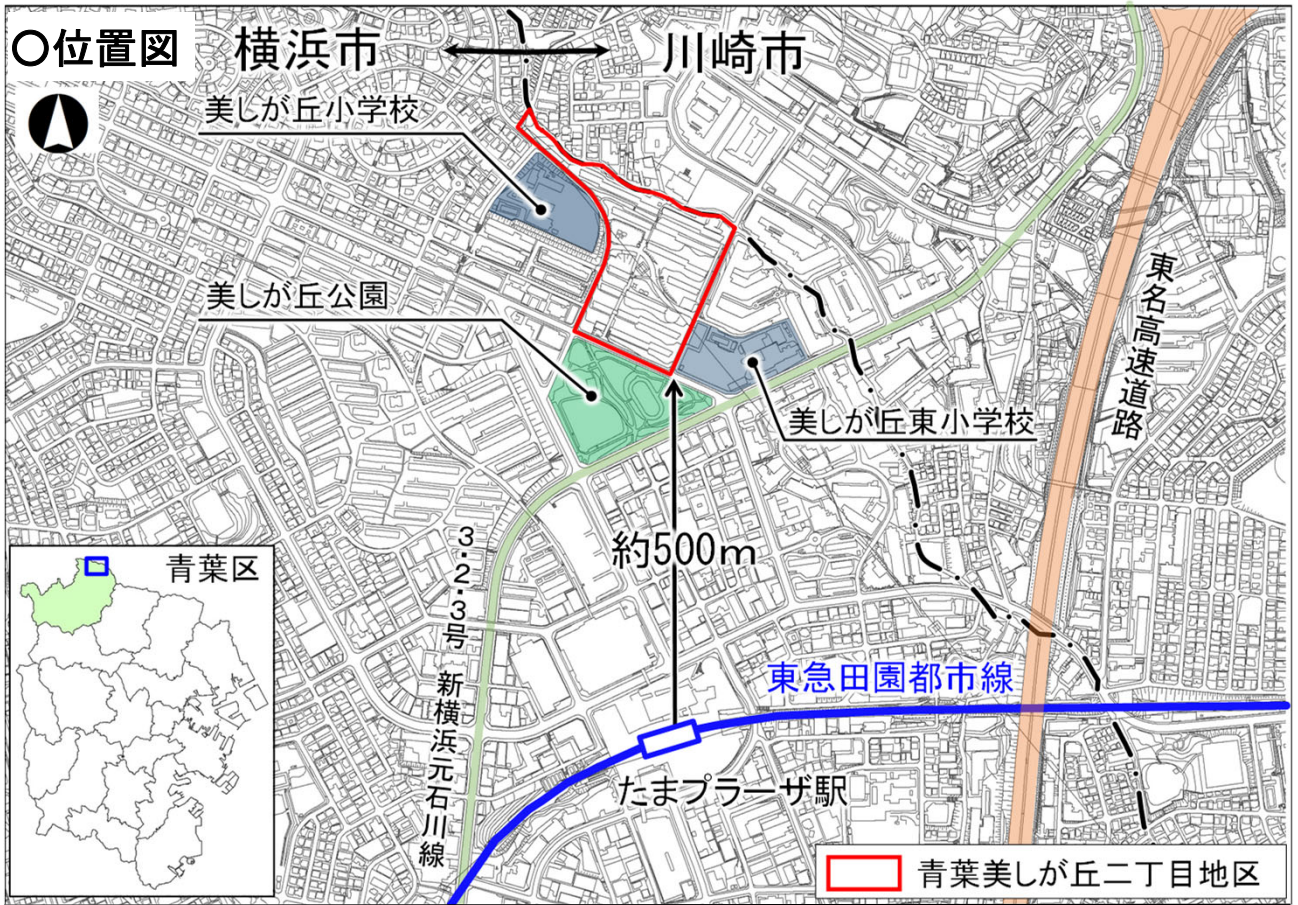 〇位置図
横浜市
川崎市
美しが丘小学校
美しが丘公園
美しが丘東小学校
東名高速道路
約500m
3・2・3号 新横浜元石川線
青葉区
東急田園都市線
たまプラーザ駅
青葉美しが丘二丁目地区